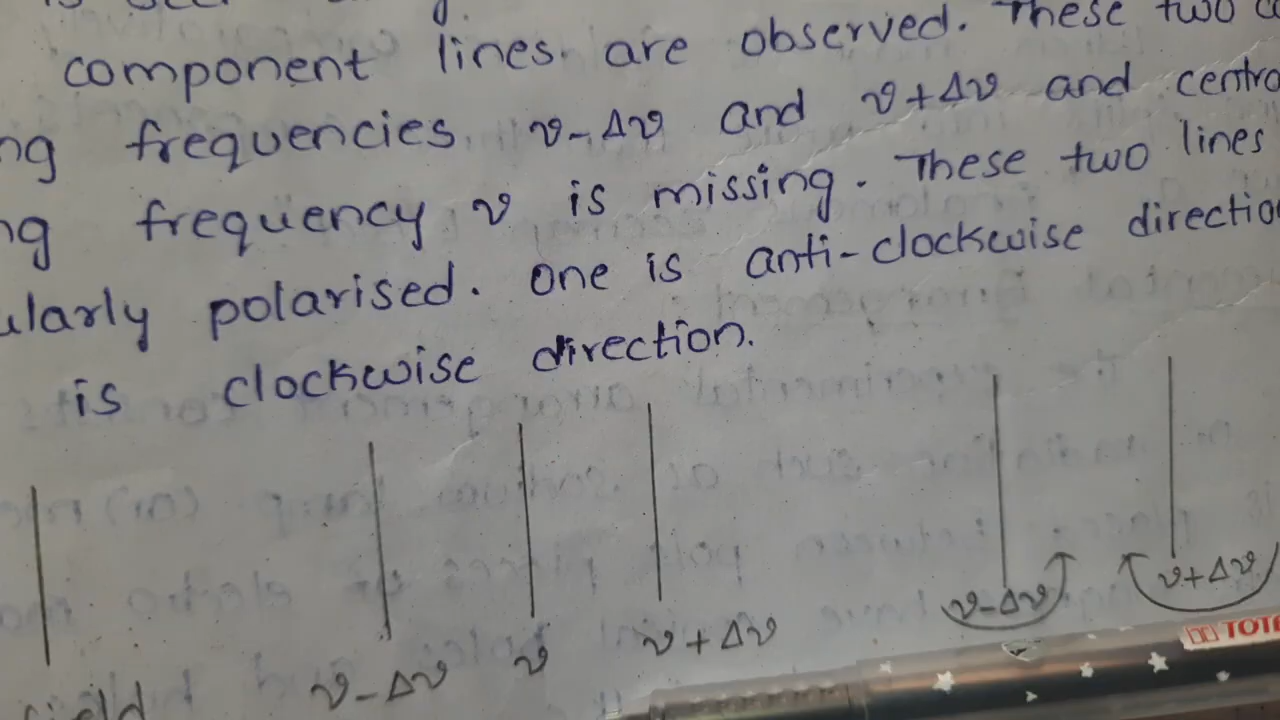 component lines are observed. These two
frequencies ν-Δν and ν+Δν and
frequency ν is missing. These two lines
polarised. one is anti-clockwise
is clockwise direction.
ν-Δν ν ν+Δν ν-Δν ν+Δν